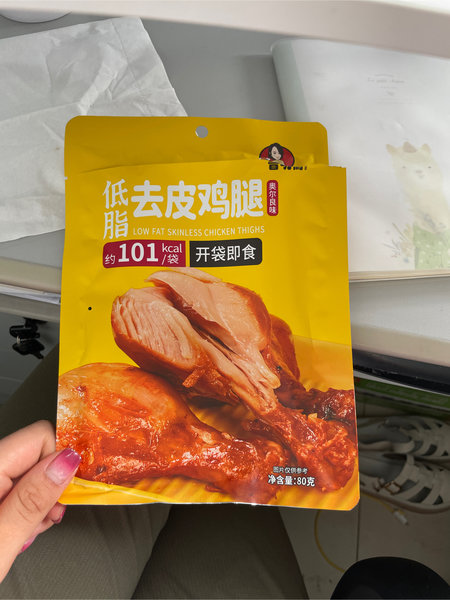 低脂
去皮鸡腿
奥尔良味
LOW FAT SKINLESS CHICKEN THIGHS
约101kcal/袋
开袋即食
图片仅供参考
净含量:80克